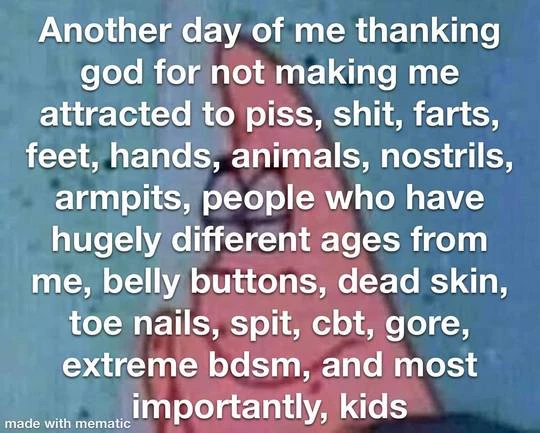 Another day of me thanking
god for not making me
attracted to piss, shit, farts,
feet, hands, animals, nostrils,
armpits, people who have
hugely different ages from
me, belly buttons, dead skin,
toe nails, spit, cbt, gore,
extreme bdsm, and most
importantly, kids
made with mematic